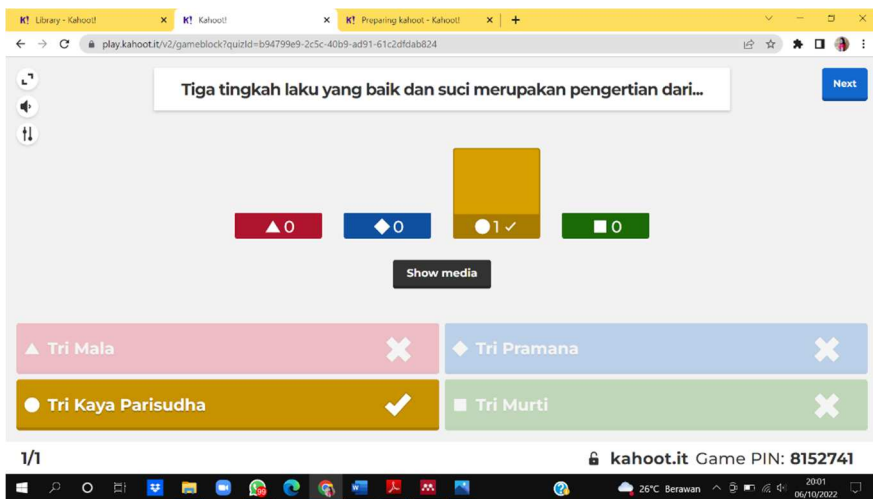 K! Library - Kahoot!
K! Kahoot!
K! Preparing kahoot - Kahoot!
play.kahoot.it/v2/gameblock?quizId=b94799e9-2c5c-40b9-ad91-61c2dfdab824
Tiga tingkah laku yang baik dan suci merupakan pengertian dari...
Next
0
0
1
0
Show media
Tri Mala
Tri Pramana
Tri Kaya Parisudha
Tri Murti
1/1
kahoot.it Game PIN: 8152741
26°C Berawan
20:01
06/10/2022